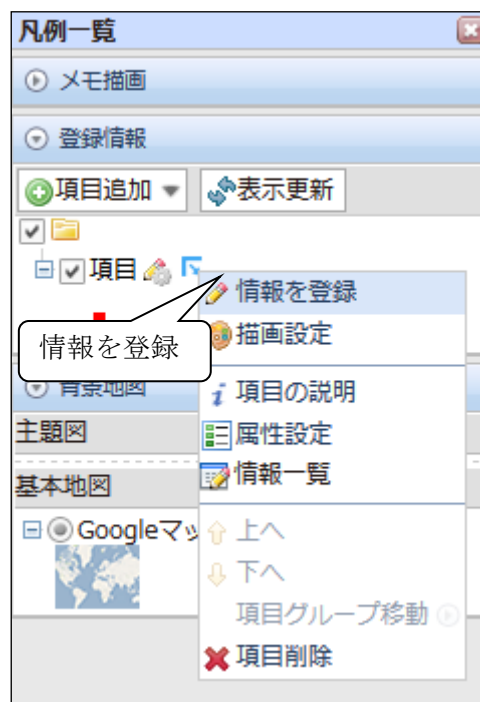 凡例一覧
メモ描画
登録情報
項目追加 表示更新
項目
情報を登録
描画設定
情報を登録
項目の説明
属性設定
情報一覧
上へ
下へ
項目グループ移動
項目削除
背景地図
主題図
基本地図
Googleマッ